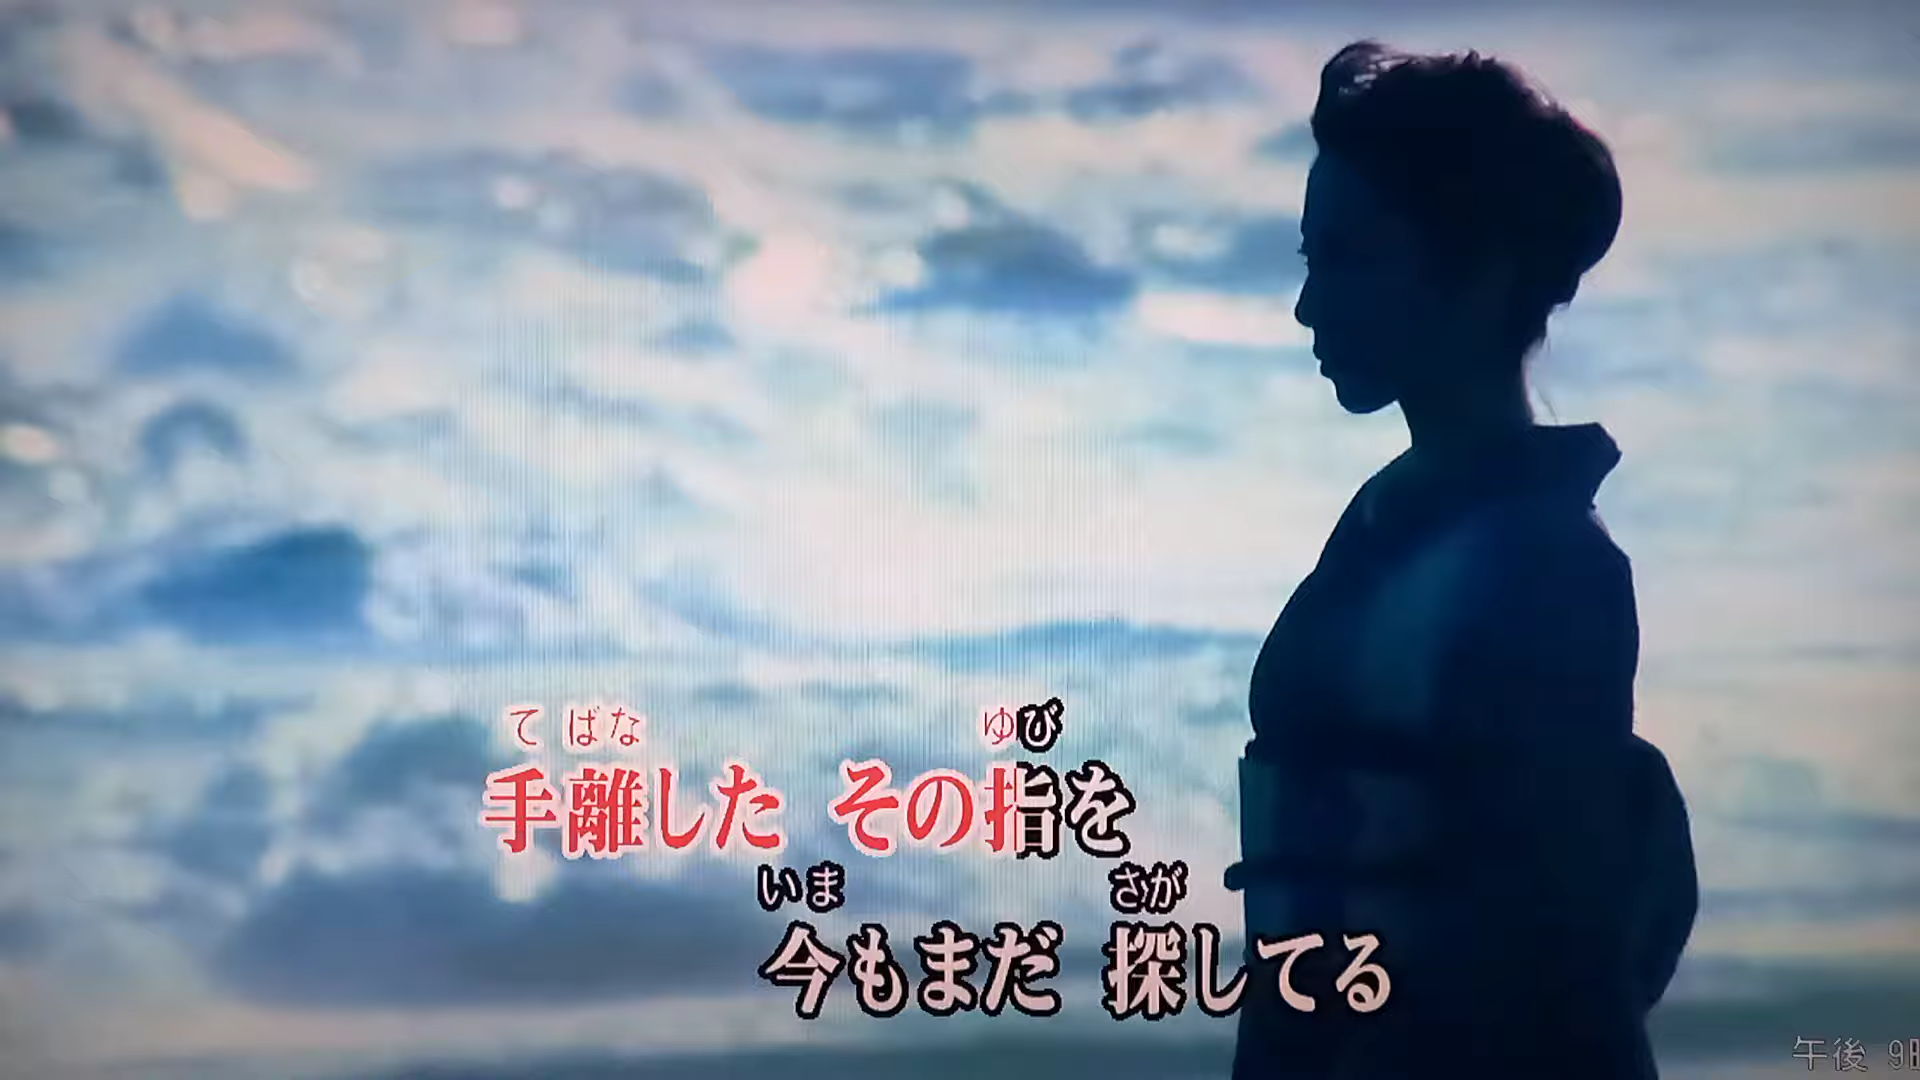 て ばな ゆび
手離した その指を
いま さが
今もまだ 探してる
午後 9